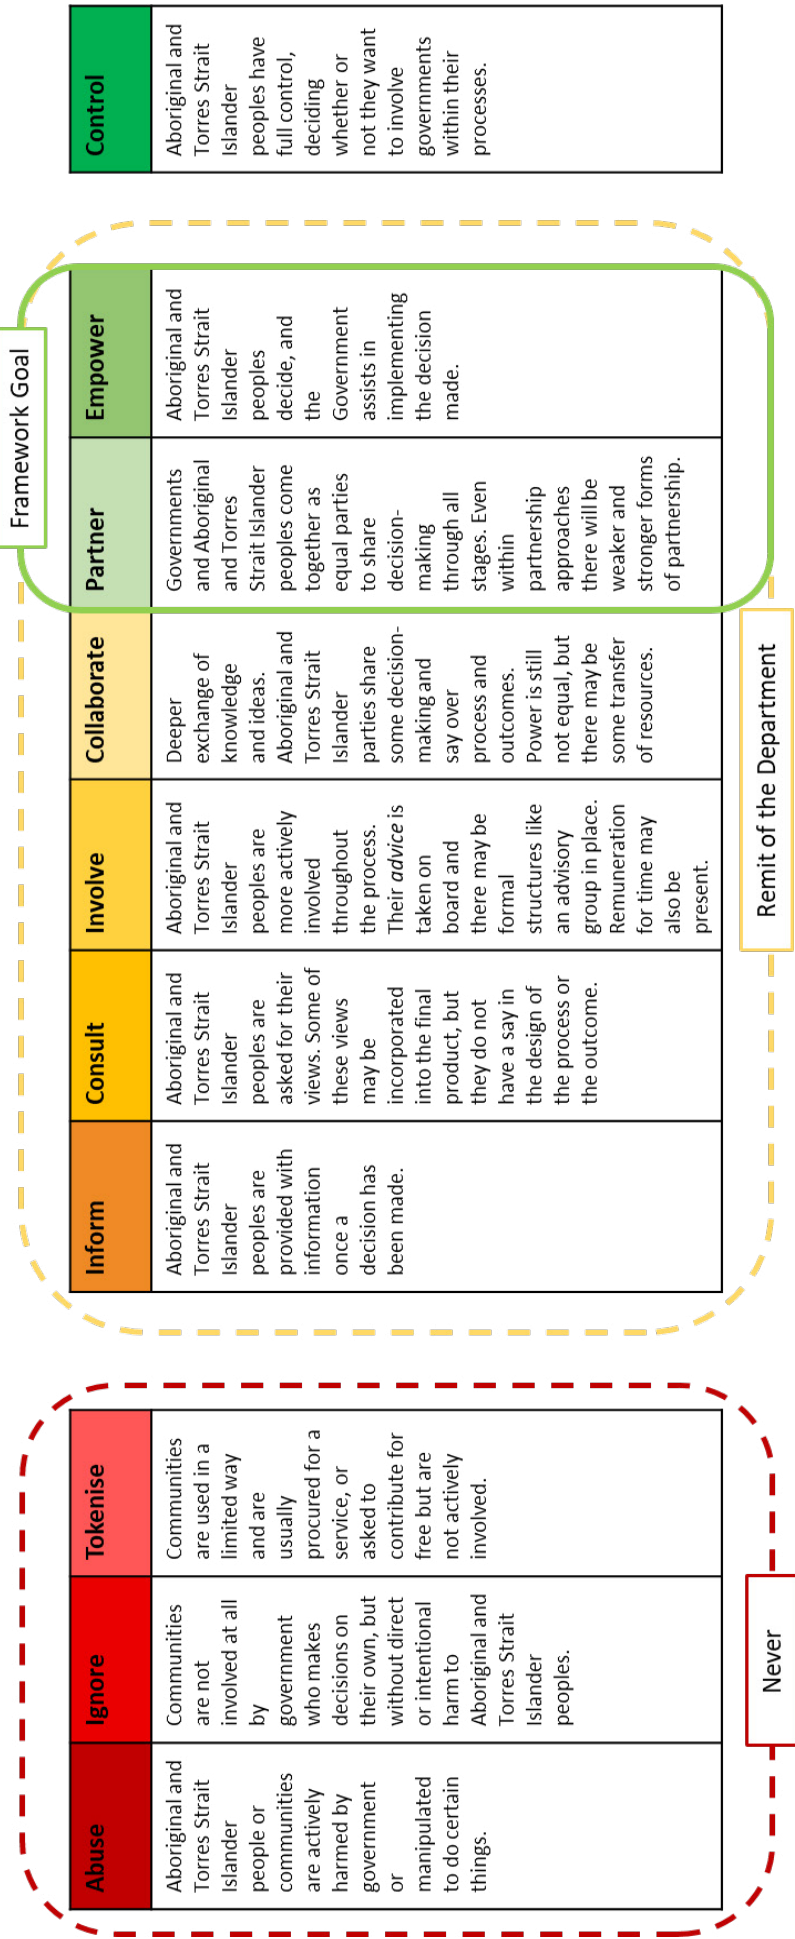 Framework Goal
Abuse
Aboriginal and
Torres Strait
Islander
people or
communities
are actively
harmed by
government
or
manipulated
to do certain
things.
Ignore
Communities
are not
involved at all
by
government
who makes
decisions on
their own, but
without direct
or intentional
harm to
Aboriginal and
Torres Strait
Islander
peoples.
Tokenise
Communities
are used in a
limited way
and are
usually
procured for a
service, or
asked to
contribute for
free but are
not actively
involved.
Inform
Aboriginal and
Torres Strait
Islander
peoples are
provided with
information
once a
decision has
been made.
Consult
Aboriginal and
Torres Strait
Islander
peoples are
asked for their
views. Some of
these views
may be
incorporated
into the final
product, but
they do not
have a say in
the design of
the process or
the outcome.
Involve
Aboriginal and
Torres Strait
Islander
peoples are
more actively
involved
throughout
the process.
Their advice is
taken on
board and
there may be
formal
structures like
an advisory
group in place.
Remuneration
for time may
also be
present.
Collaborate
Deeper
exchange of
knowledge
and ideas.
Aboriginal and
Torres Strait
Islander
parties share
some decision-
making and
say over
process and
outcomes.
Power is still
not equal, but
there may be
some transfer
of resources.
Partner
Governments
and Aboriginal
and Torres
Strait Islander
peoples come
together as
equal parties
to share
decision-
making
through all
stages. Even
within
partnership
approaches
there will be
weaker and
stronger forms
of partnership.
Empower
Aboriginal and
Torres Strait
Islander
peoples
decide, and
the
Government
assists in
implementing
the decision
made.
Control
Aboriginal and
Torres Strait
Islander
peoples have
full control,
deciding
whether or
not they want
to involve
governments
within their
processes.
Never
Remit of the Department